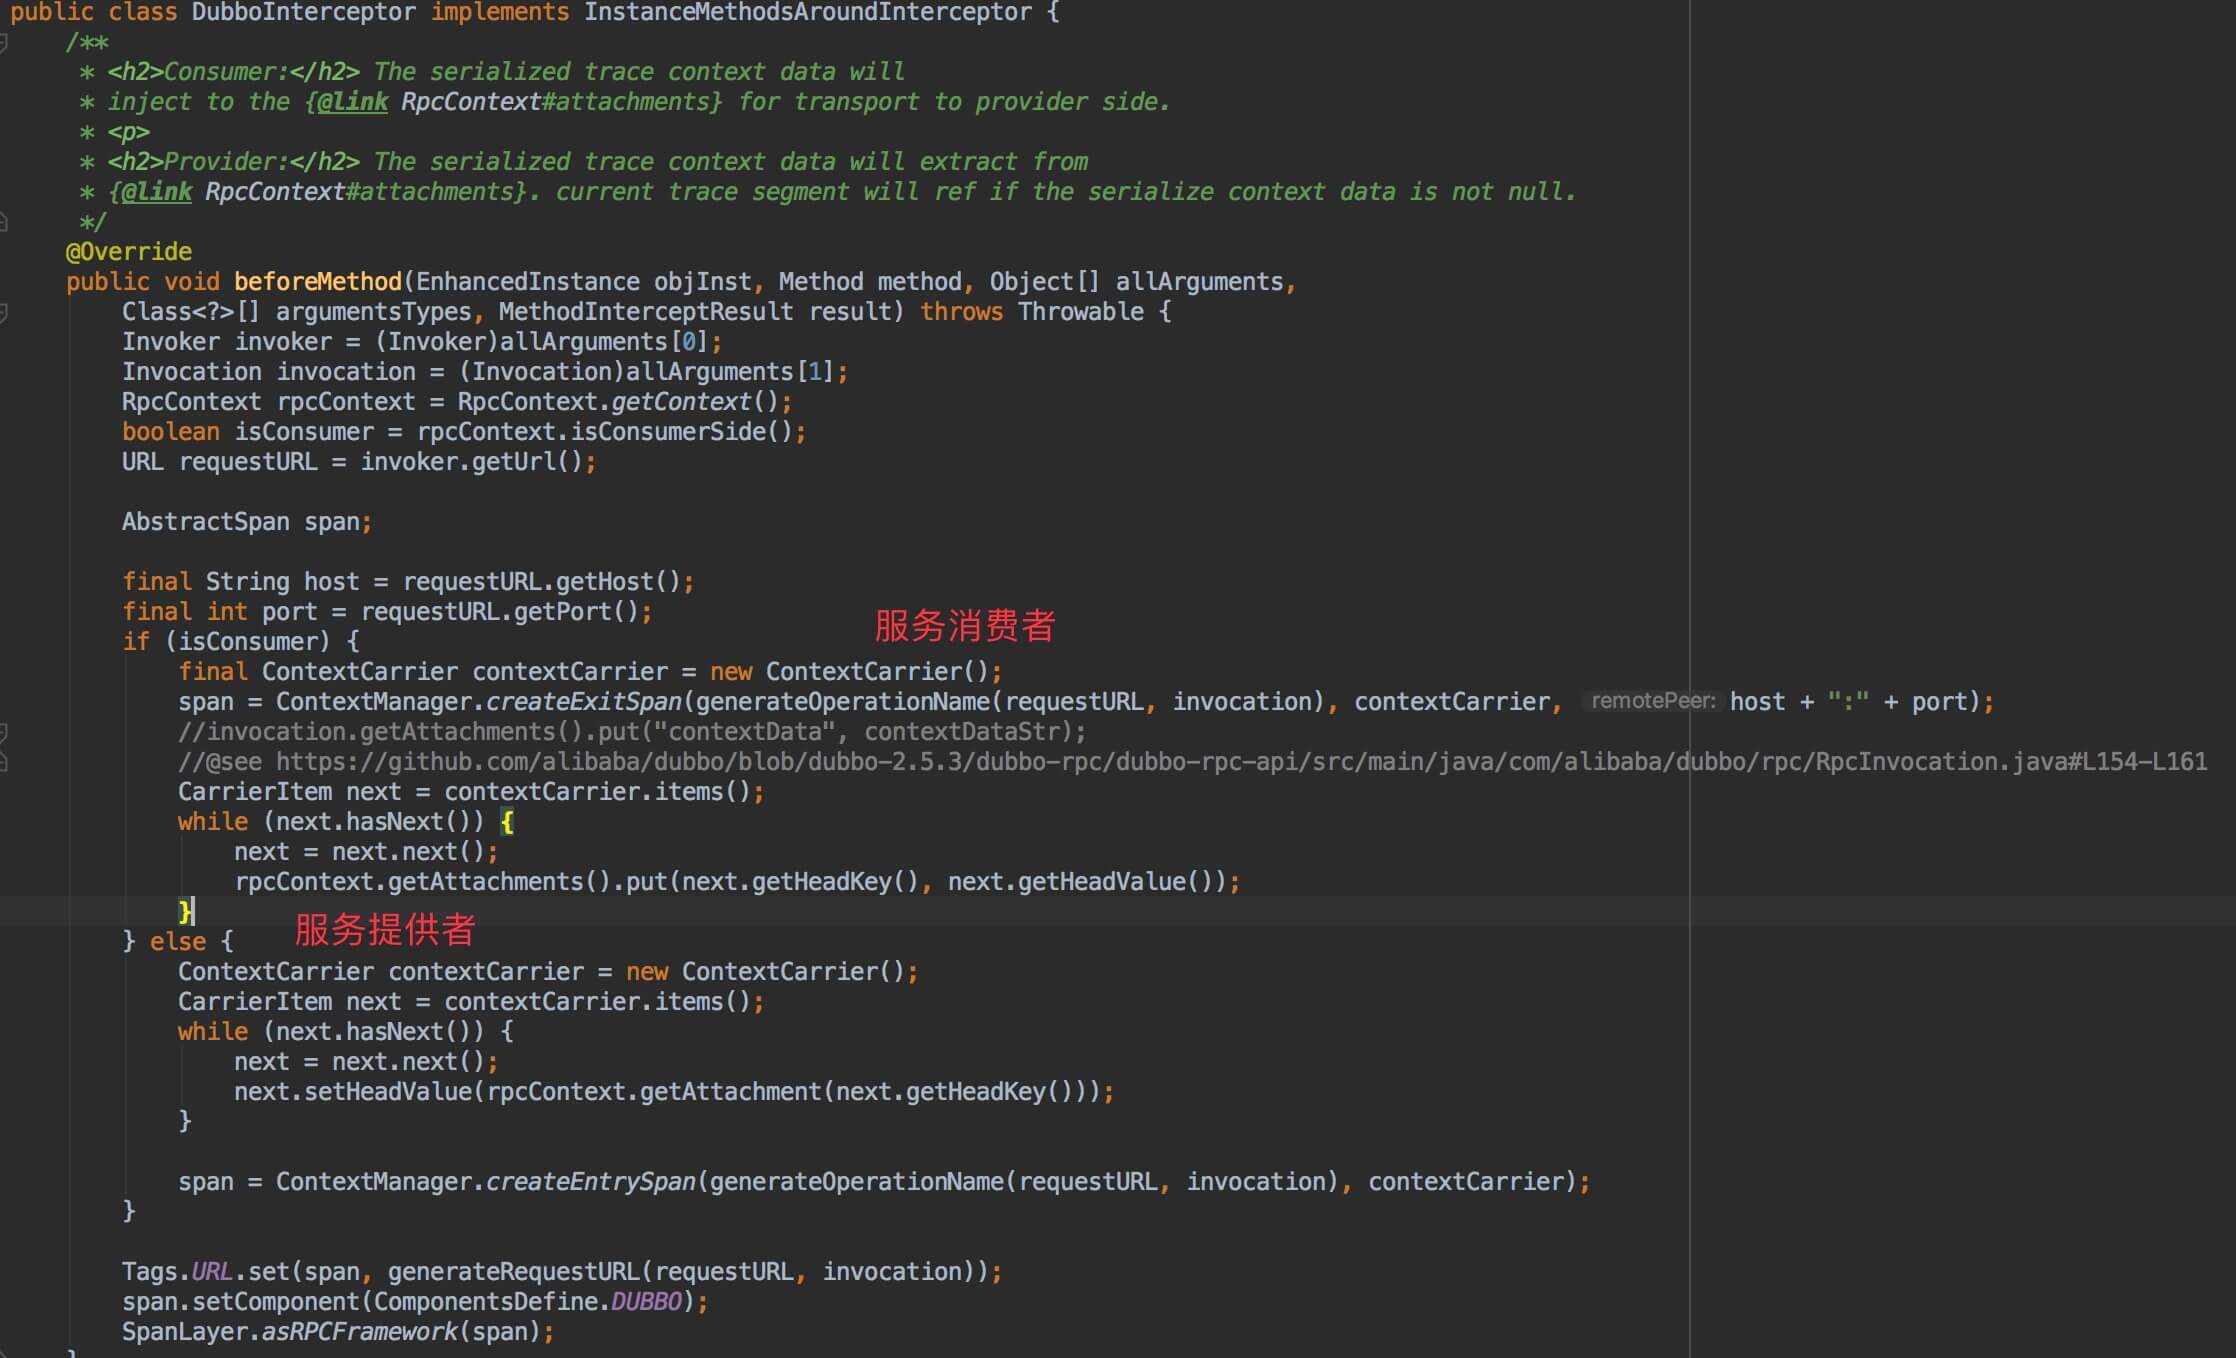 public class DubboInterceptor implements InstanceMethodsAroundInterceptor {
/**
* <h2>Consumer:</h2> The serialized trace context data will
* inject to the {@link RpcContext#attachments} for transport to provider side.
* <p>
* <h2>Provider:</h2> The serialized trace context data will extract from
* {@link RpcContext#attachments}. current trace segment will ref if the serialize context data is not null.
*/
@Override
public void beforeMethod(EnhancedInstance objInst, Method method, Object[] allArguments,
Class<?>[] argumentsTypes, MethodInterceptResult result) throws Throwable {
Invoker invoker = (Invoker)allArguments[0];
Invocation invocation = (Invocation)allArguments[1];
RpcContext rpcContext = RpcContext.getContext();
boolean isConsumer = rpcContext.isConsumerSide();
URL requestURL = invoker.getUrl();
AbstractSpan span;
final String host = requestURL.getHost();
final int port = requestURL.getPort();
服务消费者
if (isConsumer) {
final ContextCarrier contextCarrier = new ContextCarrier();
span = ContextManager.createExitSpan(generateOperationName(requestURL, invocation), contextCarrier, remotePeer: host + ":" + port);
//invocation.getAttachments().put("contextData", contextDataStr);
//@see https://github.com/alibaba/dubbo/blob/dubbo-2.5.3/dubbo-rpc/dubbo-rpc-api/src/main/java/com/alibaba/dubbo/rpc/RpcInvocation.java#L154-L161
CarrierItem next = contextCarrier.items();
while (next.hasNext()) {
next = next.next();
rpcContext.getAttachments().put(next.getHeadKey(), next.getHeadValue());
}
服务提供者
} else {
ContextCarrier contextCarrier = new ContextCarrier();
CarrierItem next = contextCarrier.items();
while (next.hasNext()) {
next = next.next();
next.setHeadValue(rpcContext.getAttachment(next.getHeadKey()));
}
span = ContextManager.createEntrySpan(generateOperationName(requestURL, invocation), contextCarrier);
}
Tags.URL.set(span, generateRequestURL(requestURL, invocation));
span.setComponent(ComponentsDefine.DUBBO);
SpanLayer.asRPCFramework(span);
}